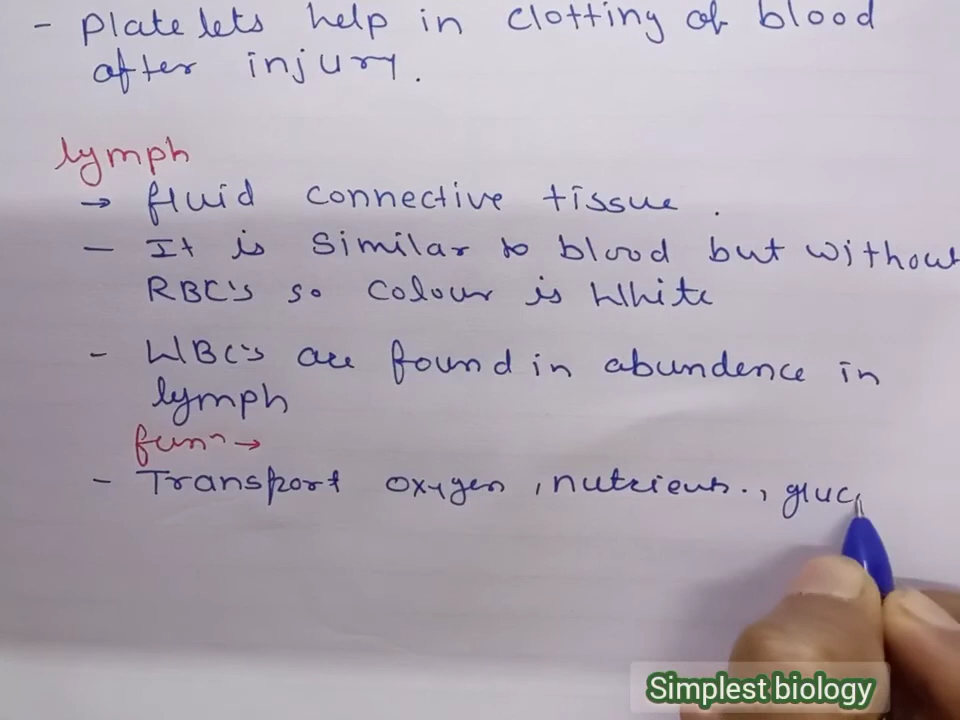 - Platelets help in clotting of blood
after injury.
lymph
→ fluid connective tissue.
- It is similar to blood but without
RBC's so colour is White
- WBC's are found in abundence in
lymph
funⁿ →
- Transport oxygen, nutrients., gluc
Simplest biology